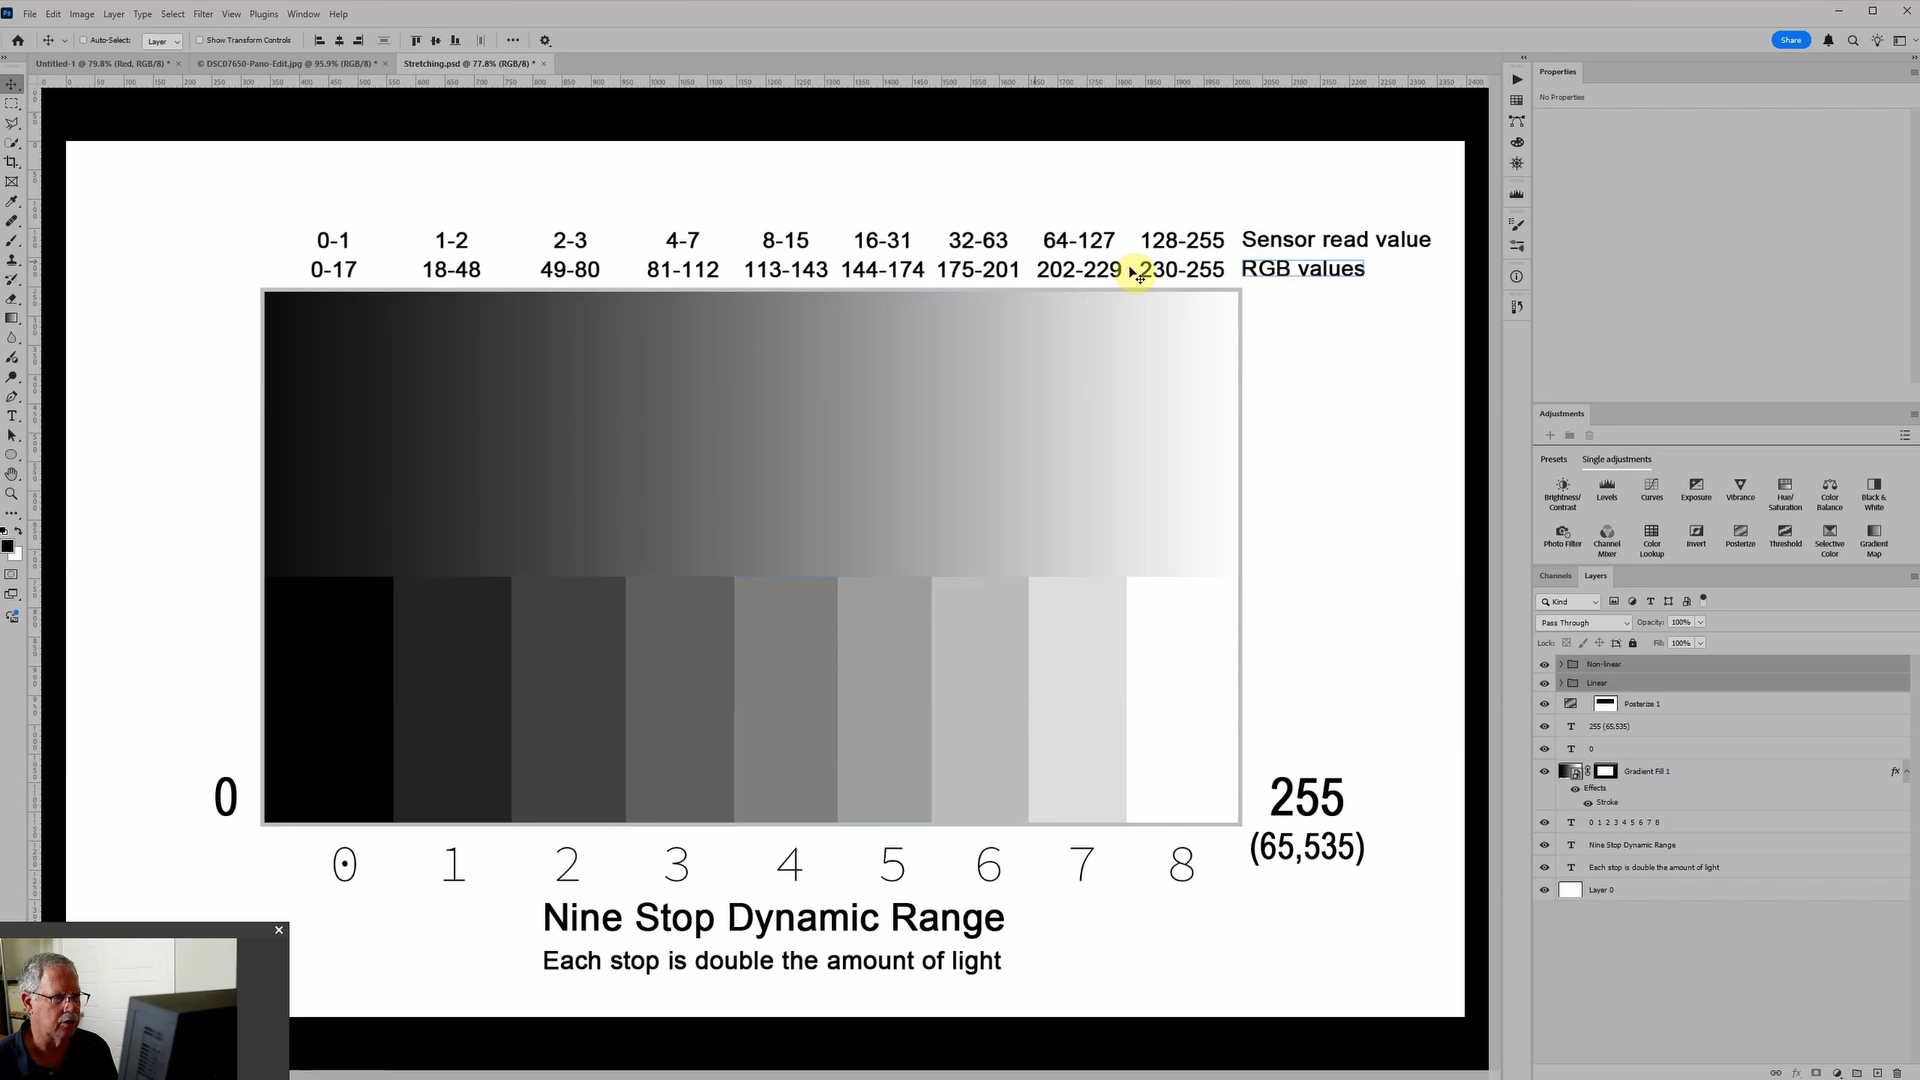 File Edit Image Layer Type Select Filter View Plugins Window Help
Auto-Select: Layer Show Transform Controls Share
Untitled-1 @ 79.8% (Red, RGB/8) * × © DSC07650-Pano-Edit.jpg @ 95.9% (RGB/8) * × Stretching.psd @ 77.8% (RGB/8) * ×
Properties
No Properties
0-1 1-2 2-3 4-7 8-15 16-31 32-63 64-127 128-255 Sensor read value
0-17 18-48 49-80 81-112 113-143 144-174 175-201 202-229 230-255 RGB values
0
255
(65,535)
0 1 2 3 4 5 6 7 8
Nine Stop Dynamic Range
Each stop is double the amount of light
Adjustments
Presets Single adjustments
Brightness/
Contrast
Levels
Curves
Exposure
Vibrance
Hue/
Saturation
Color
Balance
Black &
White
Photo Filter
Channel
Mixer
Color
Lookup
Invert
Posterize
Threshold
Selective
Color
Gradient
Map
Channels Layers
Kind
Pass Through Opacity: 100%
Lock: Fill: 100%
Non-linear
Linear
Posterize 1
255 (65,535)
0
Gradient Fill 1 fx
Effects
Stroke
0 1 2 3 4 5 6 7 8
Nine Stop Dynamic Range
Each stop is double the amount of light
Layer 0